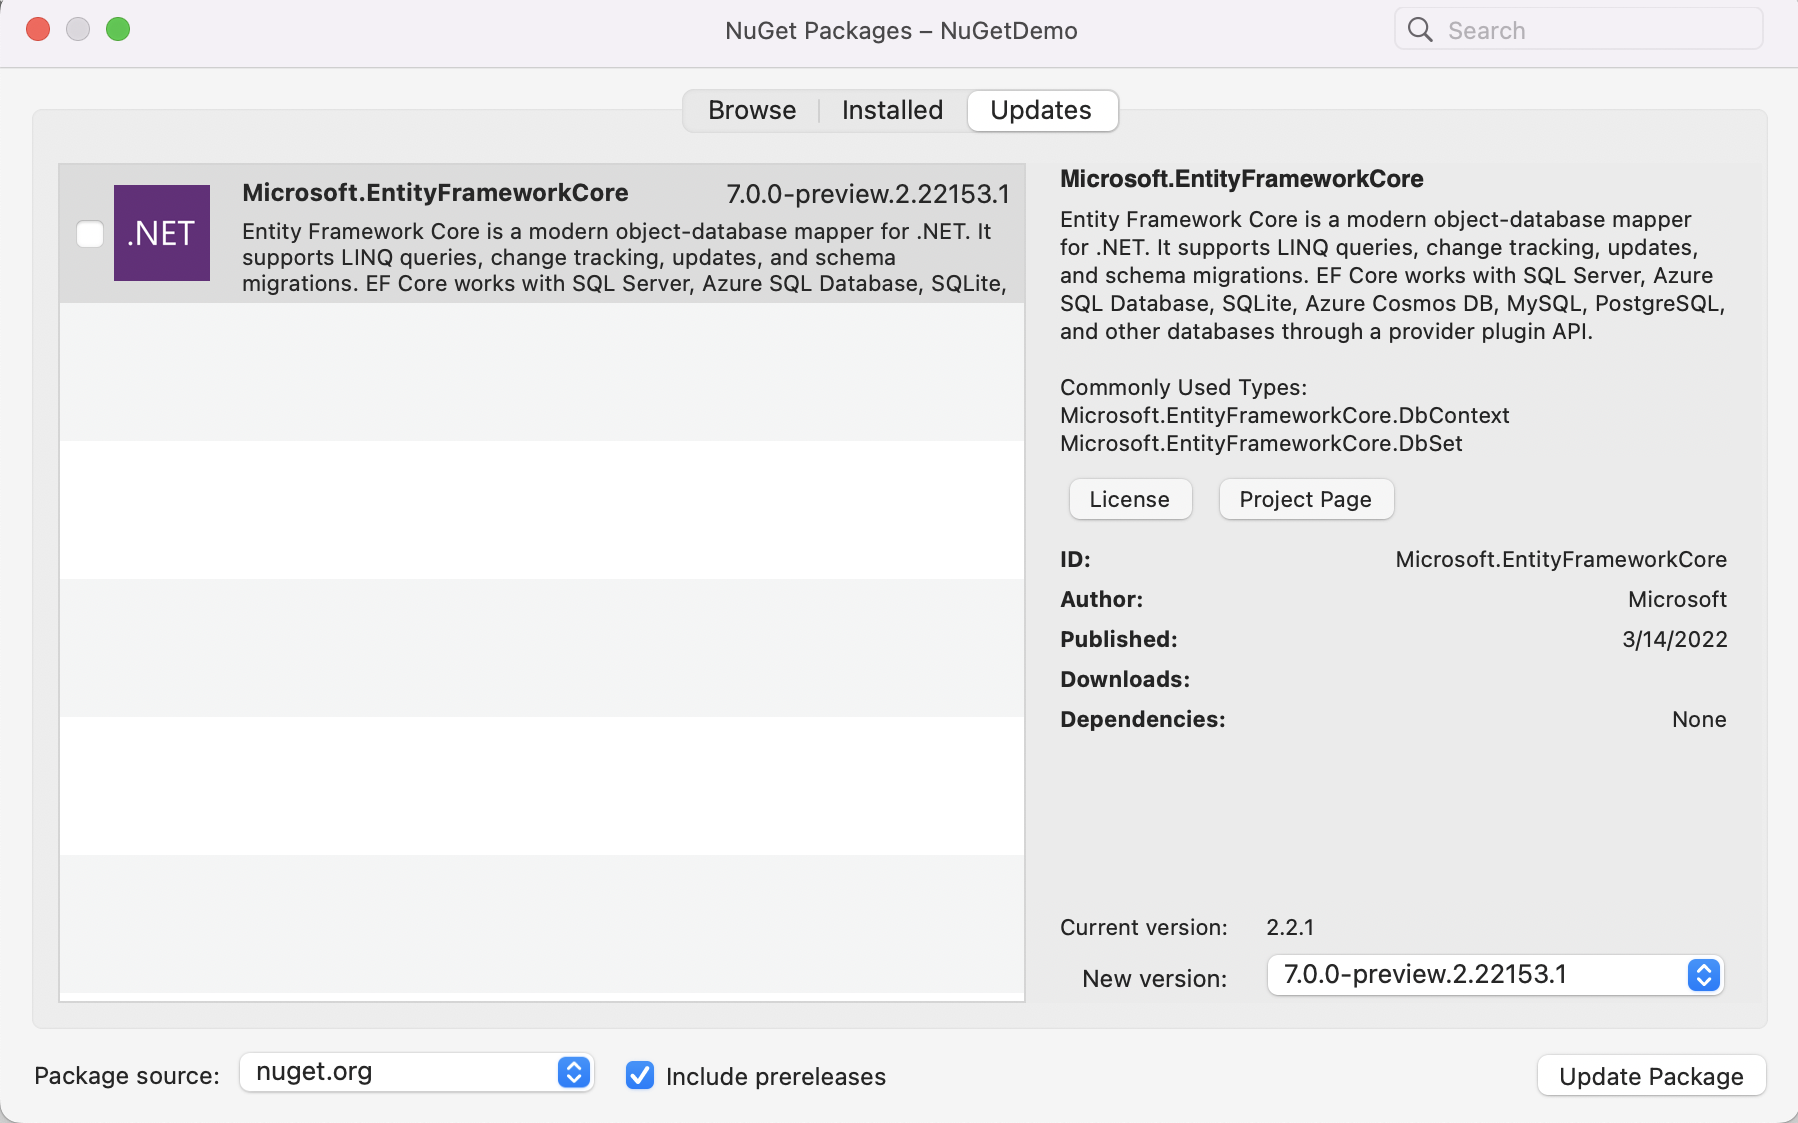 NuGet Packages – NuGetDemo
Search
Browse
Installed
Updates
.NET
Microsoft.EntityFrameworkCore
7.0.0-preview.2.22153.1
Entity Framework Core is a modern object-database mapper for .NET. It
supports LINQ queries, change tracking, updates, and schema
migrations. EF Core works with SQL Server, Azure SQL Database, SQLite,
Microsoft.EntityFrameworkCore
Entity Framework Core is a modern object-database mapper
for .NET. It supports LINQ queries, change tracking, updates,
and schema migrations. EF Core works with SQL Server, Azure
SQL Database, SQLite, Azure Cosmos DB, MySQL, PostgreSQL,
and other databases through a provider plugin API.
Commonly Used Types:
Microsoft.EntityFrameworkCore.DbContext
Microsoft.EntityFrameworkCore.DbSet
License
Project Page
ID: Microsoft.EntityFrameworkCore
Author: Microsoft
Published: 3/14/2022
Downloads:
Dependencies: None
Current version: 2.2.1
New version: 7.0.0-preview.2.22153.1
Package source: nuget.org
Include prereleases
Update Package